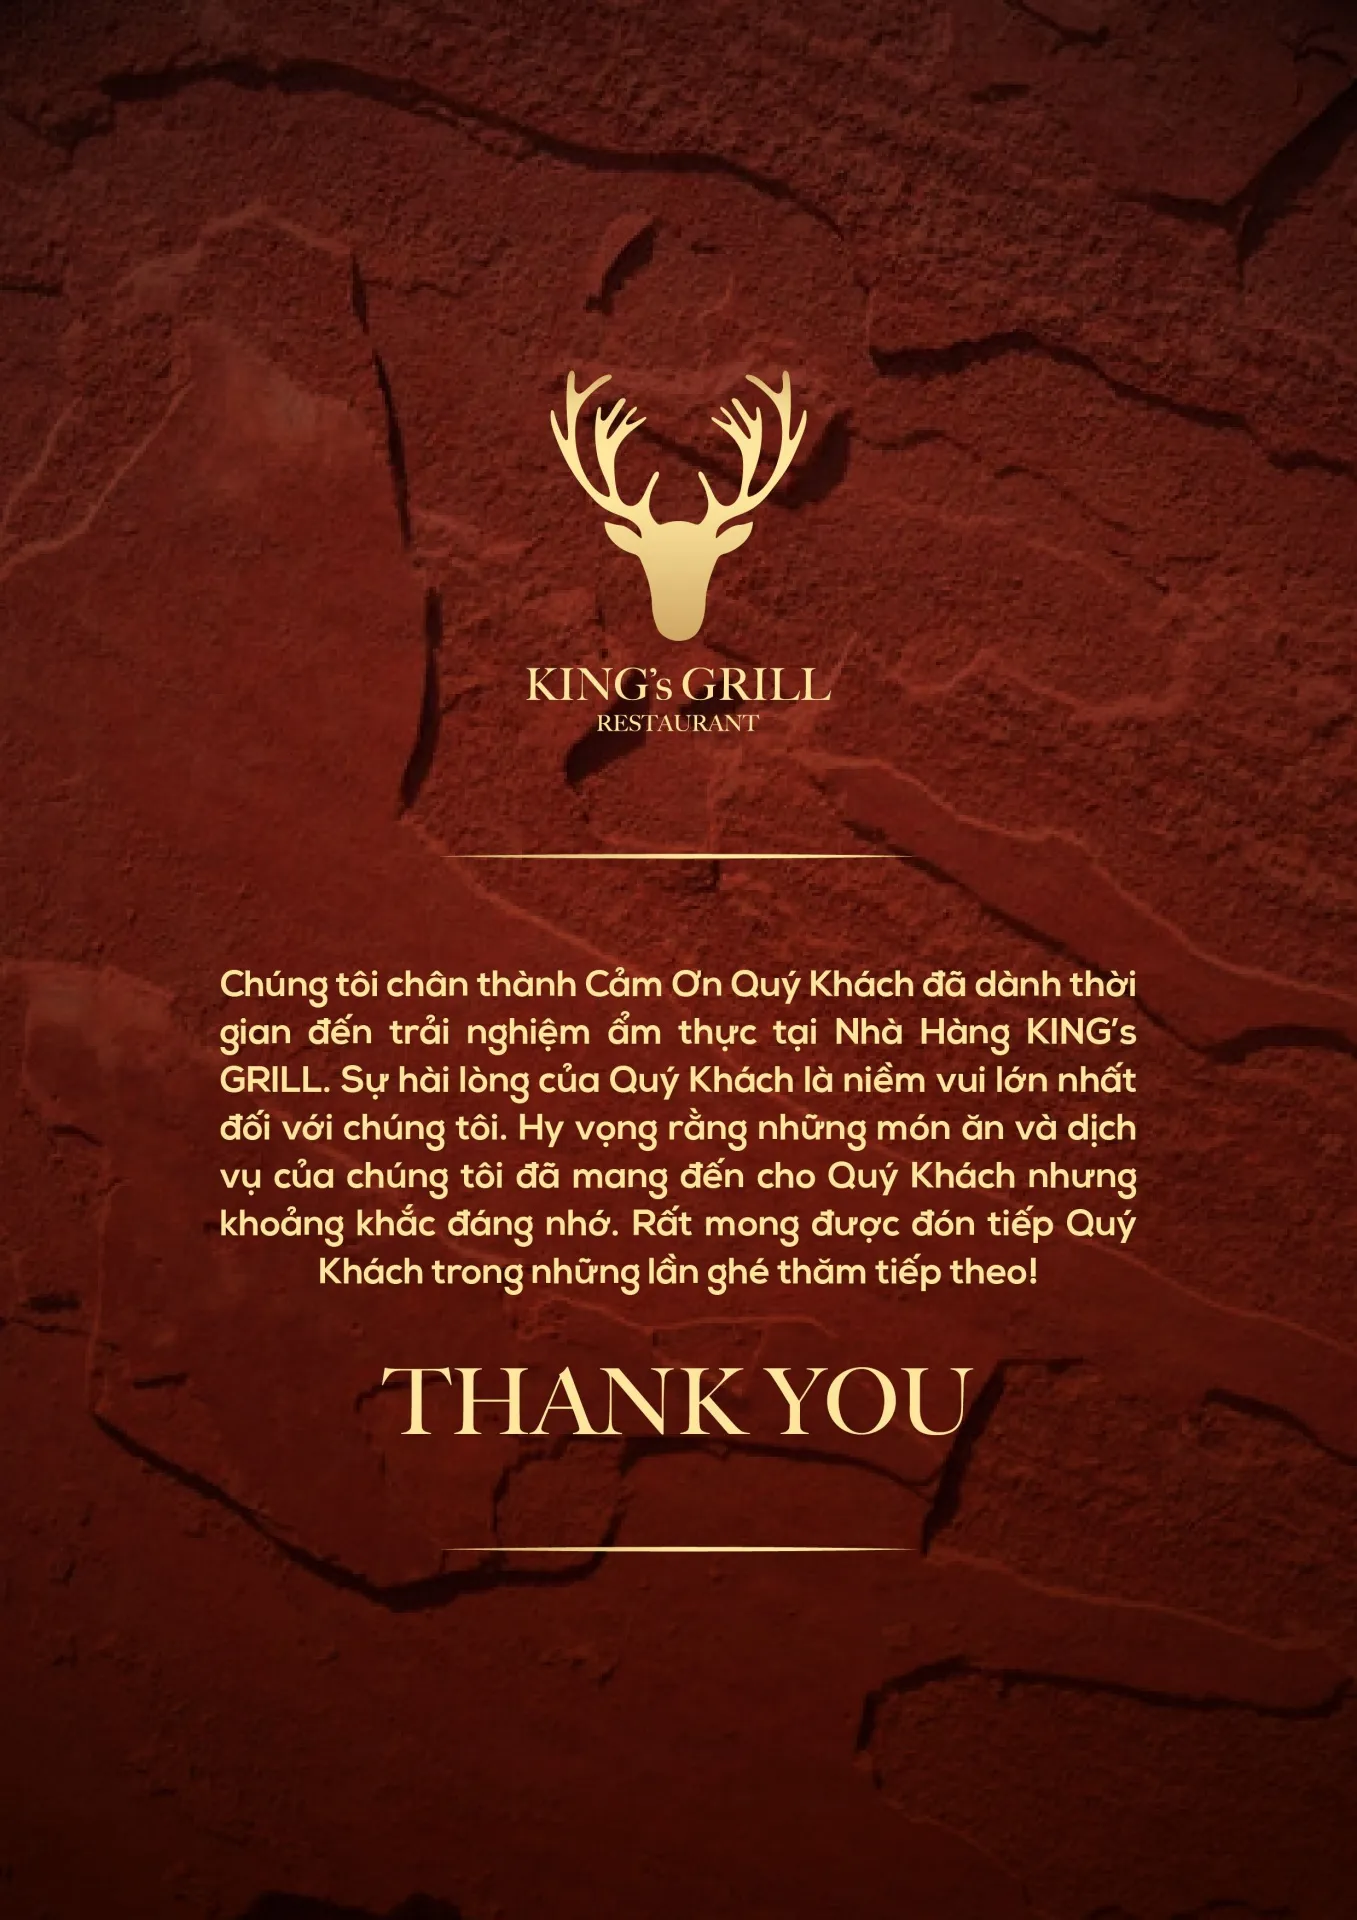 KING's GRILL
RESTAURANT
Chúng tôi chân thành Cảm Ơn Quý Khách đã dành thời
gian đến trải nghiệm ẩm thực tại Nhà Hàng KING's
GRILL. Sự hài lòng của Quý Khách là niềm vui lớn nhất
đối với chúng tôi. Hy vọng rằng những món ăn và dịch
vụ của chúng tôi đã mang đến cho Quý Khách nhưng
khoảng khắc đáng nhớ. Rất mong được đón tiếp Quý
Khách trong những lần ghé thăm tiếp theo!
THANK YOU